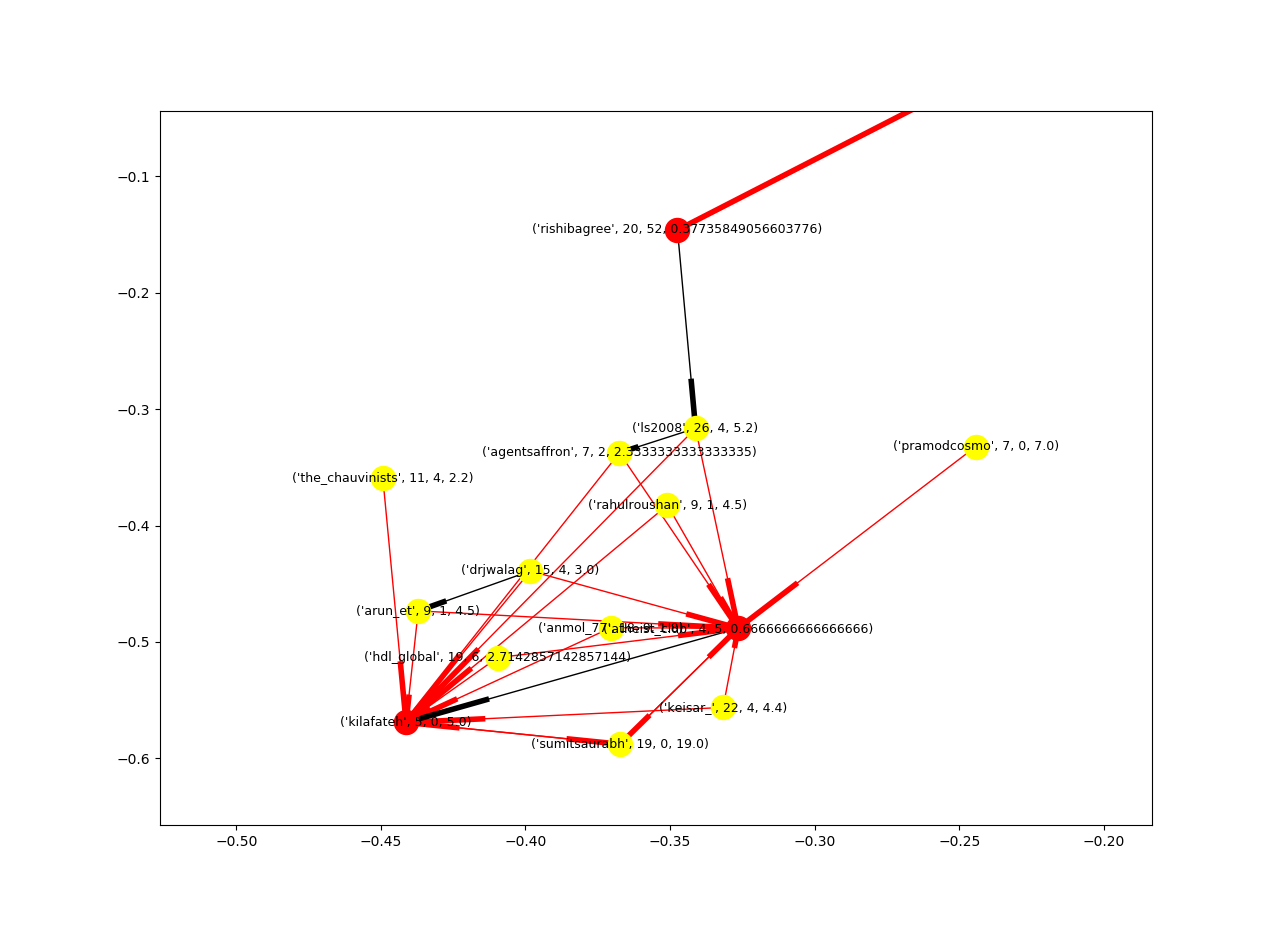 −0.1
('rishibagree', 20, 52, 0.37735849056603776)
−0.2
−0.3
('ls2008', 26, 4, 5.2)
('agentsaffron', 7, 2, 2.3333333333333335)
('pramodcosmo', 7, 0, 7.0)
('the_chauvinists', 11, 4, 2.2)
−0.4
('rahulroushan', 9, 1, 4.5)
('drjwalag', 15, 4, 3.0)
('arun_et', 9, 1, 4.5)
4, 5, 0.6666666666666666)
−0.5
('hdl_global', 19, 6, 2.7142857142857144)
('keisar_', 22, 4, 4.4)
('kilafateh', 5, 0, 5.0)
('sumitsaurabh', 19, 0, 19.0)
−0.6
−0.50 −0.45 −0.40 −0.35 −0.30 −0.25 −0.20